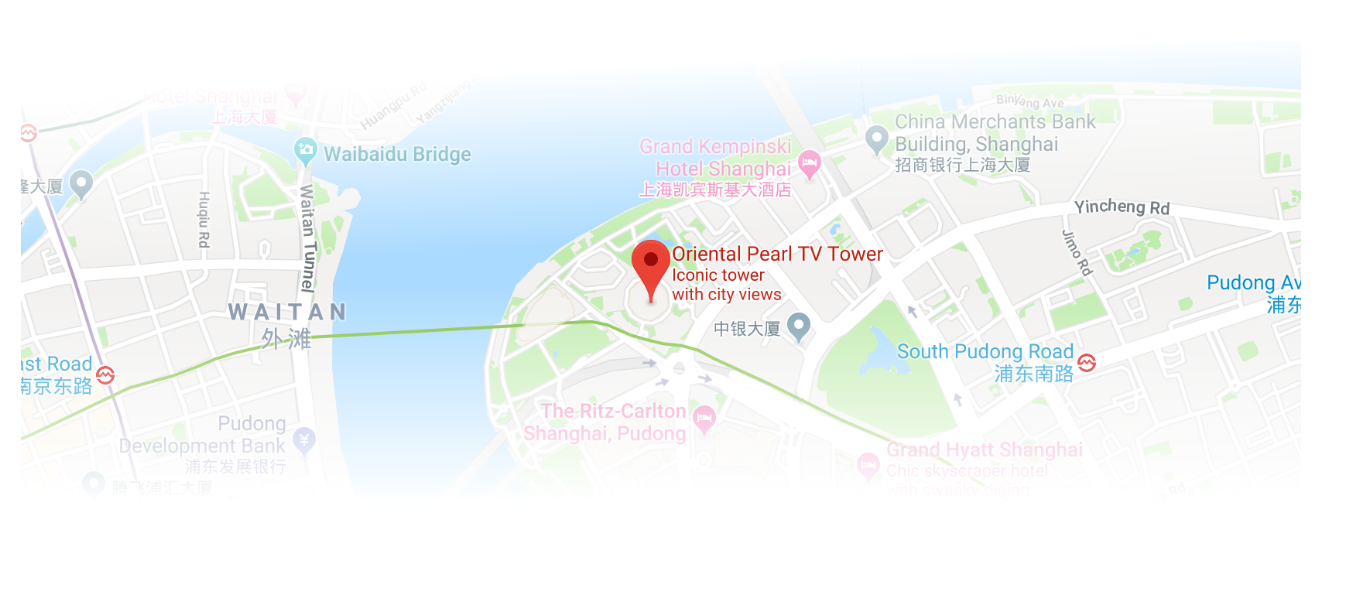 Hotel Shanghai
上海大厦
Huangpu Rd
Yangzijiang
Binjiang Ave
China Merchants Bank
Building, Shanghai
招商银行上海大厦
Waibaidu Bridge
Grand Kempinski
Hotel Shanghai
上海凯宾斯基大酒店
隆大厦
Huqiu Rd
Waitan Tunnel
Yincheng Rd
Jimo Rd
Oriental Pearl TV Tower
Iconic tower
with city views
Pudong Av
浦东
WAITAN
外滩
中银大厦
South Pudong Road
浦东南路
ast Road
南京东路
The Ritz-Carlton
Shanghai, Pudong
Pudong
Development Bank
浦东发展银行
Grand Hyatt Shanghai
Chic skyscraper hotel
with swanky dining
腾飞浦汇大厦
Rd